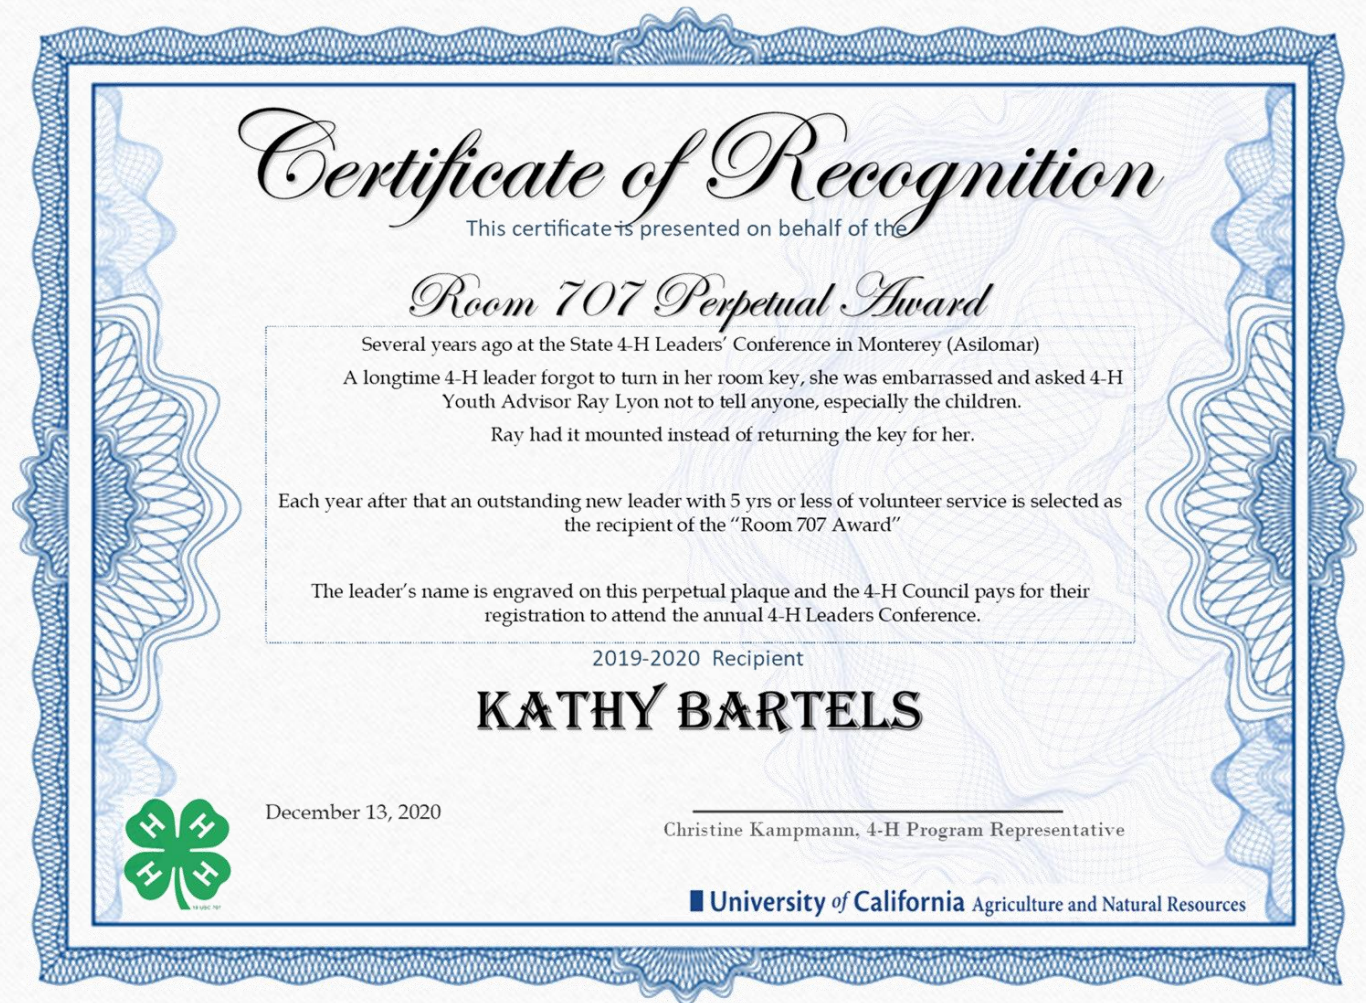 Certificate of Recognition
This certificate is presented on behalf of the
Room 707 Perpetual Award
Several years ago at the State 4-H Leaders' Conference in Monterey (Asilomar)
A longtime 4-H leader forgot to turn in her room key, she was embarrassed and asked 4-H
Youth Advisor Ray Lyon not to tell anyone, especially the children.
Ray had it mounted instead of returning the key for her.
Each year after that an outstanding new leader with 5 yrs or less of volunteer service is selected as
the recipient of the “Room 707 Award”
The leader's name is engraved on this perpetual plaque and the 4-H Council pays for their
registration to attend the annual 4-H Leaders Conference.
2019-2020 Recipient
KATHY BARTELS
December 13, 2020
Christine Kampmann, 4-H Program Representative
H H
H H
18 USC 707
University of California Agriculture and Natural Resources